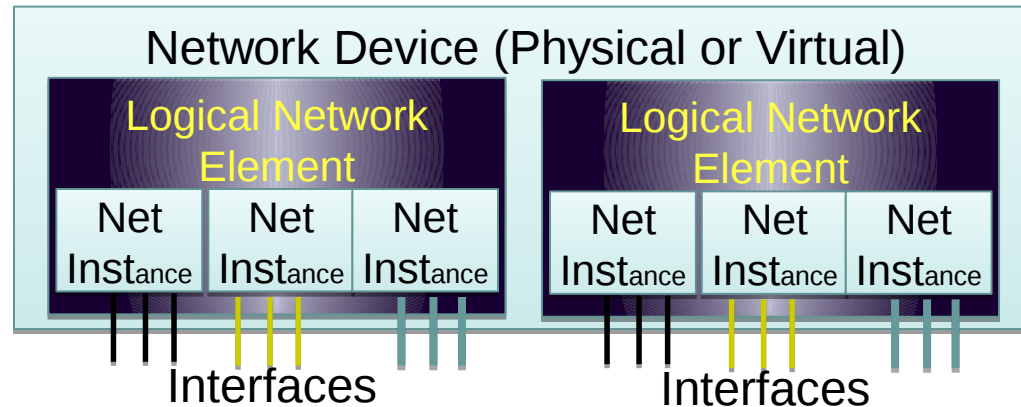 Network Device (Physical or Virtual)
Logical Network
Element
Net
Instance
Net
Instance
Net
Instance
Interfaces
Logical Network
Element
Net
Instance
Net
Instance
Net
Instance
Interfaces